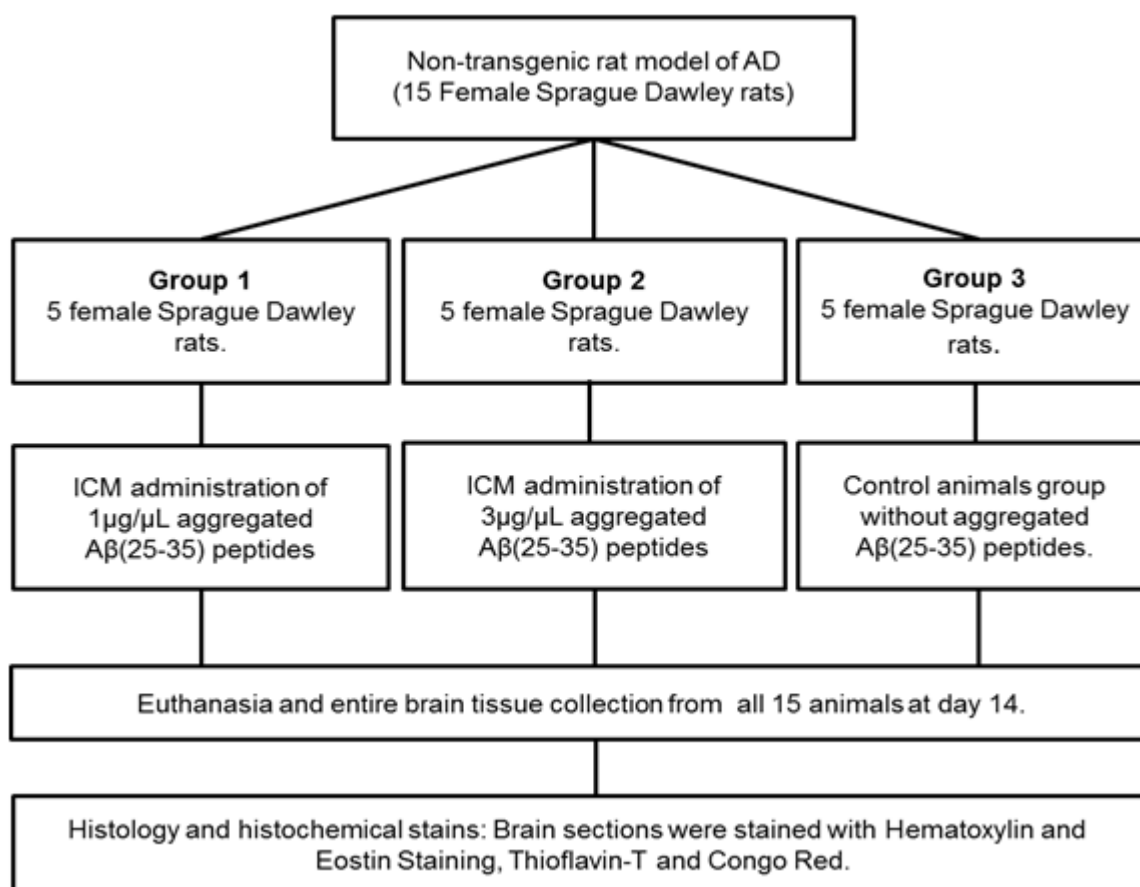 Non-transgenic rat model of AD
(15 Female Sprague Dawley rats)
Group 1
5 female Sprague Dawley
rats.
Group 2
5 female Sprague Dawley
rats.
Group 3
5 female Sprague Dawley
rats.
ICM administration of
1µg/µL aggregated
Aβ(25-35) peptides
ICM administration of
3µg/µL aggregated
Aβ(25-35) peptides
Control animals group
without aggregated
Aβ(25-35) peptides.
Euthanasia and entire brain tissue collection from all 15 animals at day 14.
Histology and histochemical stains: Brain sections were stained with Hematoxylin and
Eostin Staining, Thioflavin-T and Congo Red.